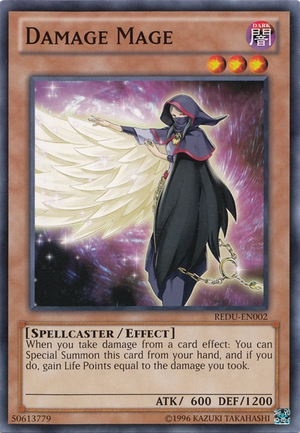 Damage Mage
DARK
闇
REDU-EN002
[Spellcaster / Effect]
When you take damage from a card effect: You can
Special Summon this card from your hand, and if you do,
gain Life Points equal to the damage you took.
ATK/ 600 DEF/1200
50613779
©1996 KAZUKI TAKAHASHI